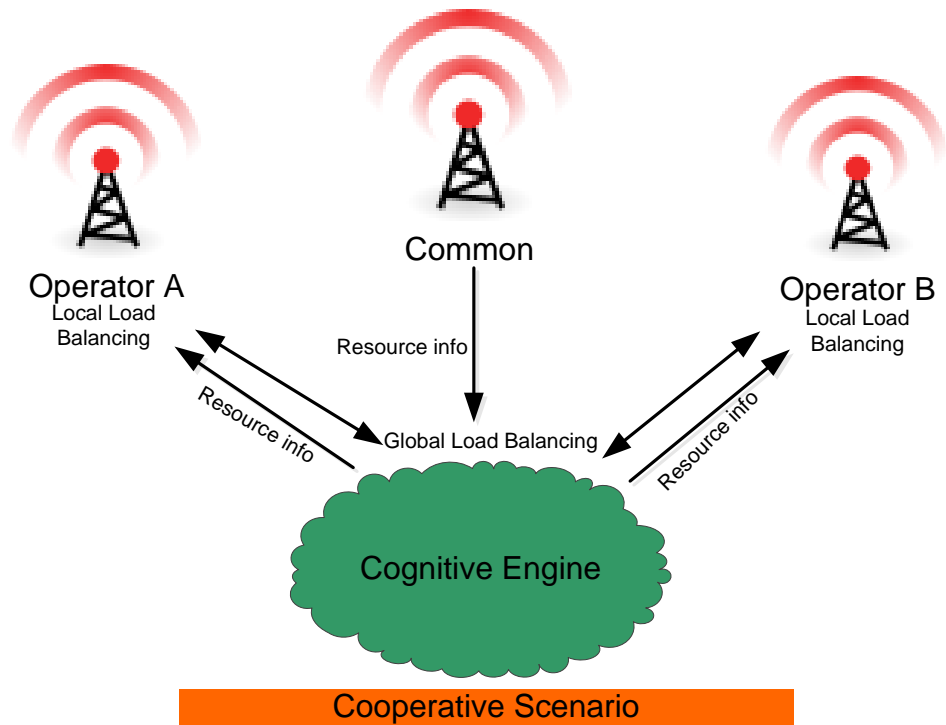 Common
Operator A
Local Load
Balancing
Operator B
Local Load
Balancing
Resource info
Resource info
Resource info
Global Load Balancing
Cognitive Engine
Cooperative Scenario